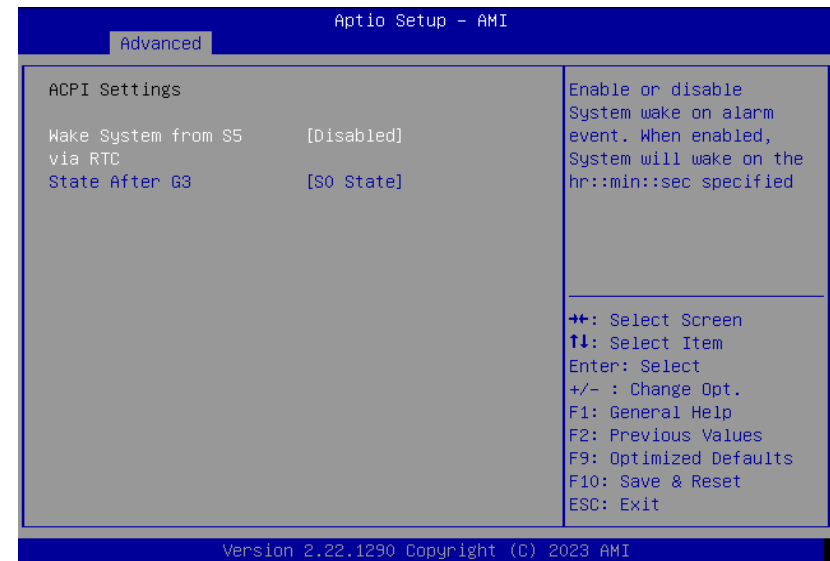 Aptio Setup – AMI
Advanced
ACPI Settings
Wake System from S5 [Disabled]
via RTC
State After G3 [S0 State]
Enable or disable
System wake on alarm
event. When enabled,
System will wake on the
hr::min::sec specified
→←: Select Screen
↑↓: Select Item
Enter: Select
+/– : Change Opt.
F1: General Help
F2: Previous Values
F9: Optimized Defaults
F10: Save & Reset
ESC: Exit
Version 2.22.1290 Copyright (C) 2023 AMI